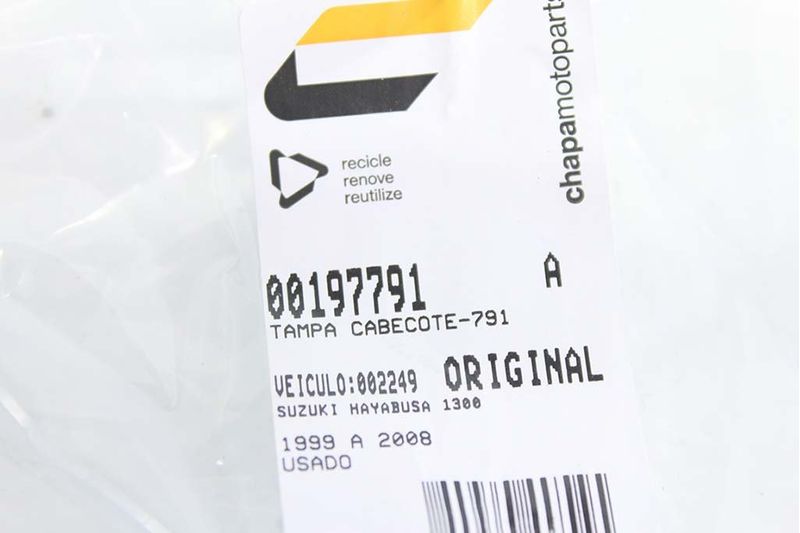 chapamotoparts
recicle
renove
reutilize
00197791 A
TAMPA CABECOTE-791
VEICULO:002249 ORIGINAL
SUZUKI HAYABUSA 1300
1999 A 2008
USADO